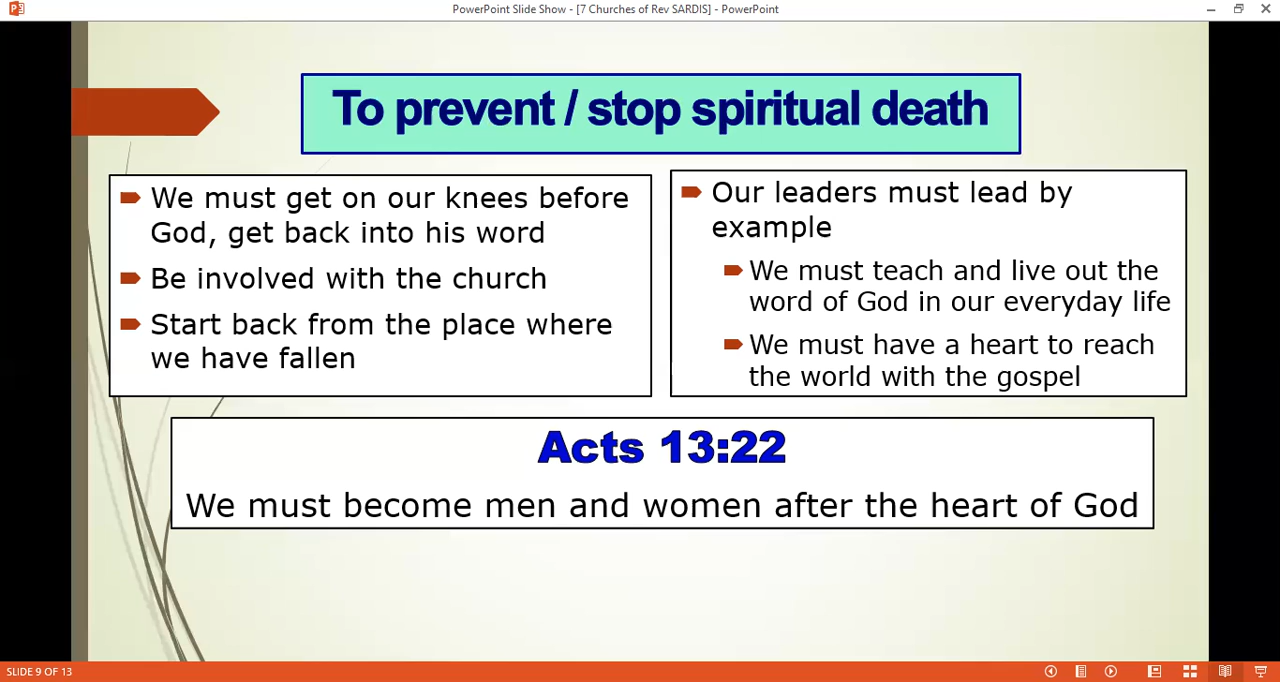 PowerPoint Slide Show - [7 Churches of Rev SARDIS] - PowerPoint
To prevent / stop spiritual death
We must get on our knees before
God, get back into his word
Be involved with the church
Start back from the place where
we have fallen
Our leaders must lead by
example
We must teach and live out the
word of God in our everyday life
We must have a heart to reach
the world with the gospel
Acts 13:22
We must become men and women after the heart of God
SLIDE 9 OF 13